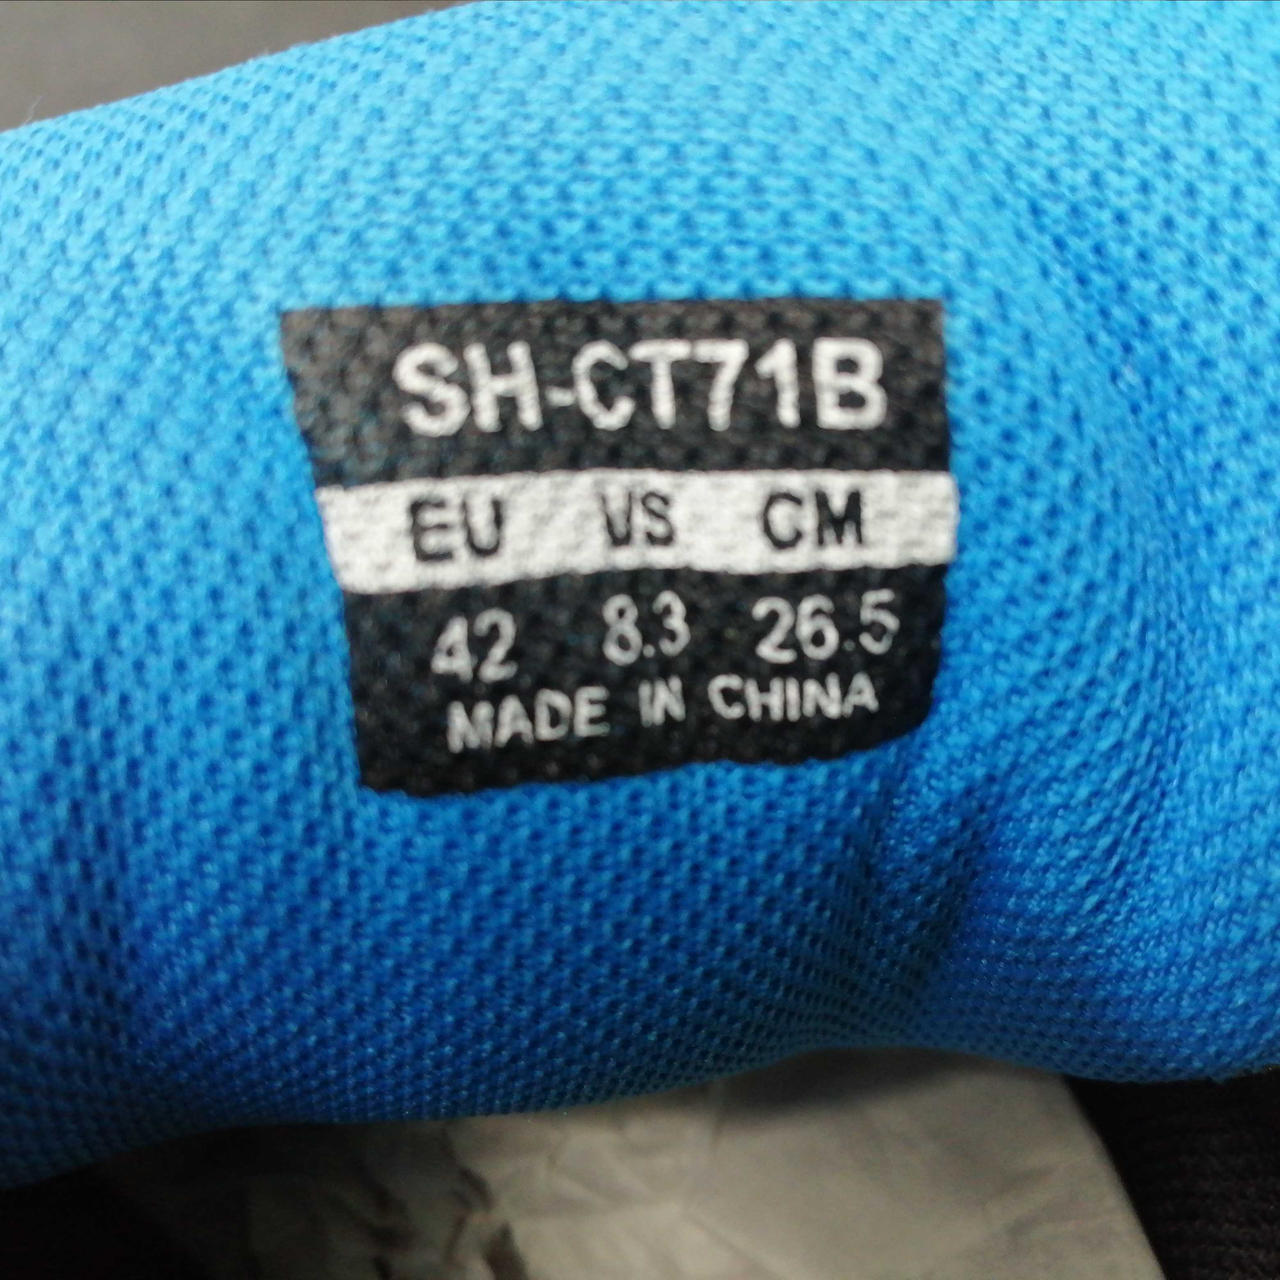 SH-CT71B
EU VS CM
42 8.3 26.5
MADE IN CHINA